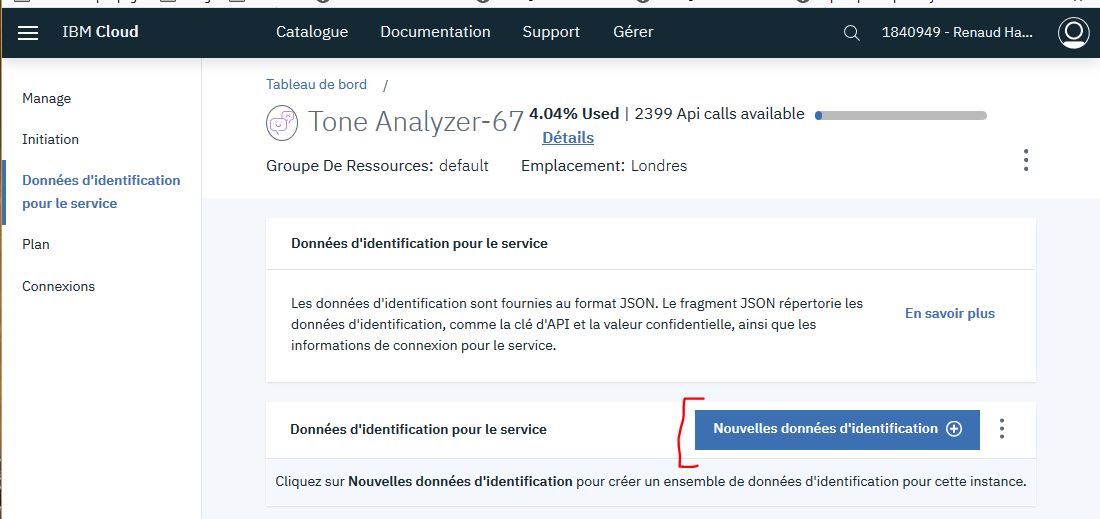 IBM Cloud
Catalogue
Documentation
Support
Gérer
1840949 - Renaud Ha...
Manage
Initiation
Données d'identification
pour le service
Plan
Connexions
Tableau de bord /
Tone Analyzer-67
4.04% Used | 2399 Api calls available
Détails
Groupe De Ressources: default
Emplacement: Londres
Données d'identification pour le service
Les données d'identification sont fournies au format JSON. Le fragment JSON répertorie les
données d'identification, comme la clé d'API et la valeur confidentielle, ainsi que les
informations de connexion pour le service.
En savoir plus
Données d'identification pour le service
Nouvelles données d'identification
Cliquez sur Nouvelles données d'identification pour créer un ensemble de données d'identification pour cette instance.